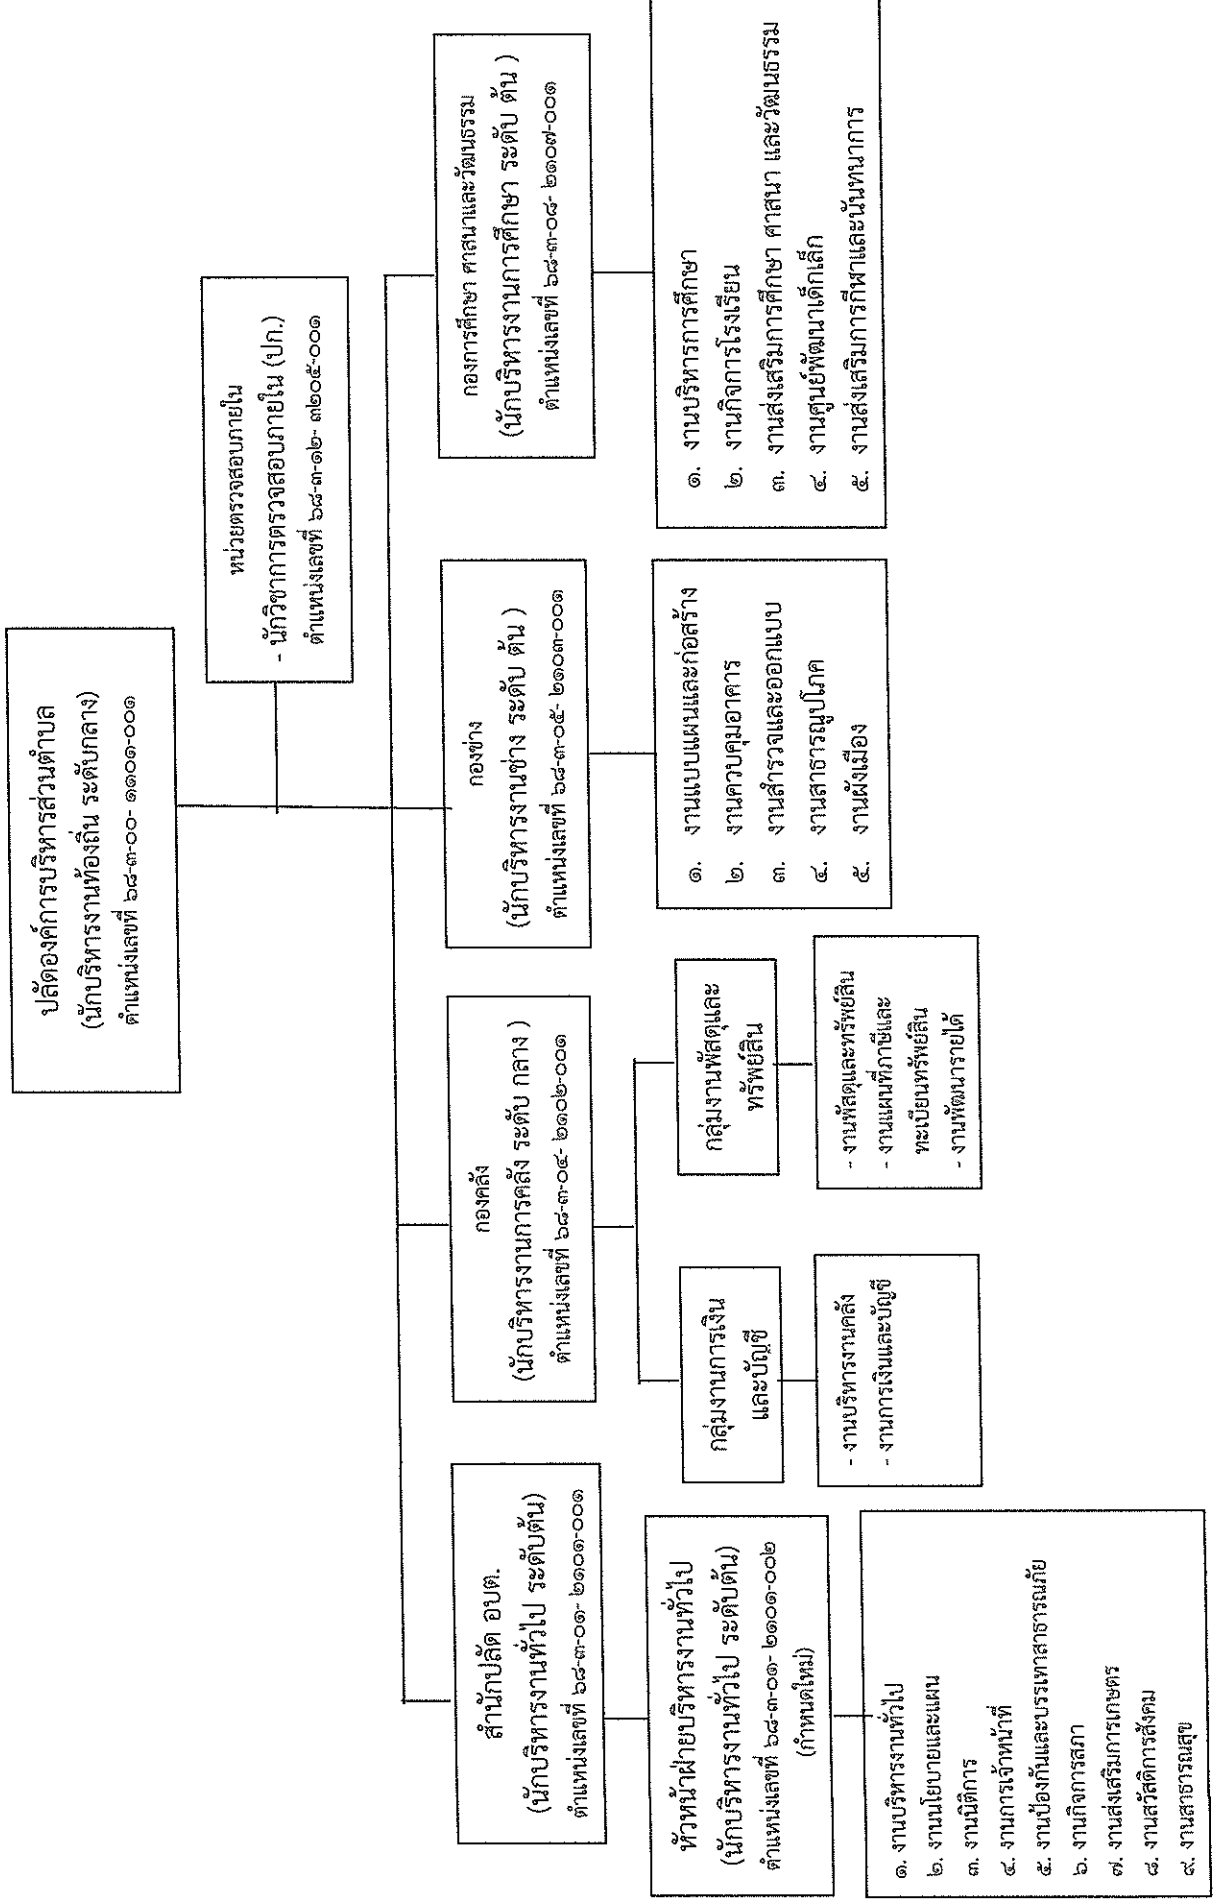 ปลัดองค์การบริหารส่วนตำบล
(นักบริหารงานท้องถิ่น ระดับกลาง)
ตำแหน่งเลขที่ ๖๘-๓-๐๐- ๑๑๐๑-๐๐๑
หน่วยตรวจสอบภายใน
- นักวิชาการตรวจสอบภายใน (ปก.)
ตำแหน่งเลขที่ ๖๘-๓-๑๒- ๓๒๐๕-๐๐๑
สำนักปลัด อบต.
(นักบริหารงานทั่วไป ระดับต้น)
ตำแหน่งเลขที่ ๖๘-๓-๐๑- ๒๑๐๑-๐๐๑
หัวหน้าฝ่ายบริหารงานทั่วไป
(นักบริหารงานทั่วไป ระดับต้น)
ตำแหน่งเลขที่ ๖๘-๓-๐๑- ๒๑๐๑-๐๐๒
(กำหนดใหม่)
๑. งานบริหารงานทั่วไป
๒. งานนโยบายและแผน
๓. งานนิติการ
๔. งานการเจ้าหน้าที่
๕. งานป้องกันและบรรเทาสาธารณภัย
๖. งานกิจการสภา
๗. งานส่งเสริมการเกษตร
๘. งานสวัสดิการสังคม
๙. งานสาธารณสุข
กองคลัง
(นักบริหารงานการคลัง ระดับ กลาง )
ตำแหน่งเลขที่ ๖๘-๓-๐๔- ๒๑๐๒-๐๐๑
กลุ่มงานการเงิน
และบัญชี
- งานบริหารงานคลัง
- งานการเงินและบัญชี
กลุ่มงานพัสดุและ
ทรัพย์สิน
- งานพัสดุและทรัพย์สิน
- งานแผนที่ภาษีและ
ทะเบียนทรัพย์สิน
- งานพัฒนารายได้
กองช่าง
(นักบริหารงานช่าง ระดับ ต้น )
ตำแหน่งเลขที่ ๖๘-๓-๐๕- ๒๑๐๓-๐๐๑
๑. งานแบบแผนและก่อสร้าง
๒. งานควบคุมอาคาร
๓. งานสำรวจและออกแบบ
๔. งานสาธารณูปโภค
๕. งานผังเมือง
กองการศึกษา ศาสนาและวัฒนธรรม
(นักบริหารงานการศึกษา ระดับ ต้น )
ตำแหน่งเลขที่ ๖๘-๓-๐๘- ๒๑๐๗-๐๐๑
๑. งานบริหารการศึกษา
๒. งานกิจการโรงเรียน
๓. งานส่งเสริมการศึกษา ศาสนา และวัฒนธรรม
๔. งานศูนย์พัฒนาเด็กเล็ก
๕. งานส่งเสริมการกีฬาและนันทนาการ